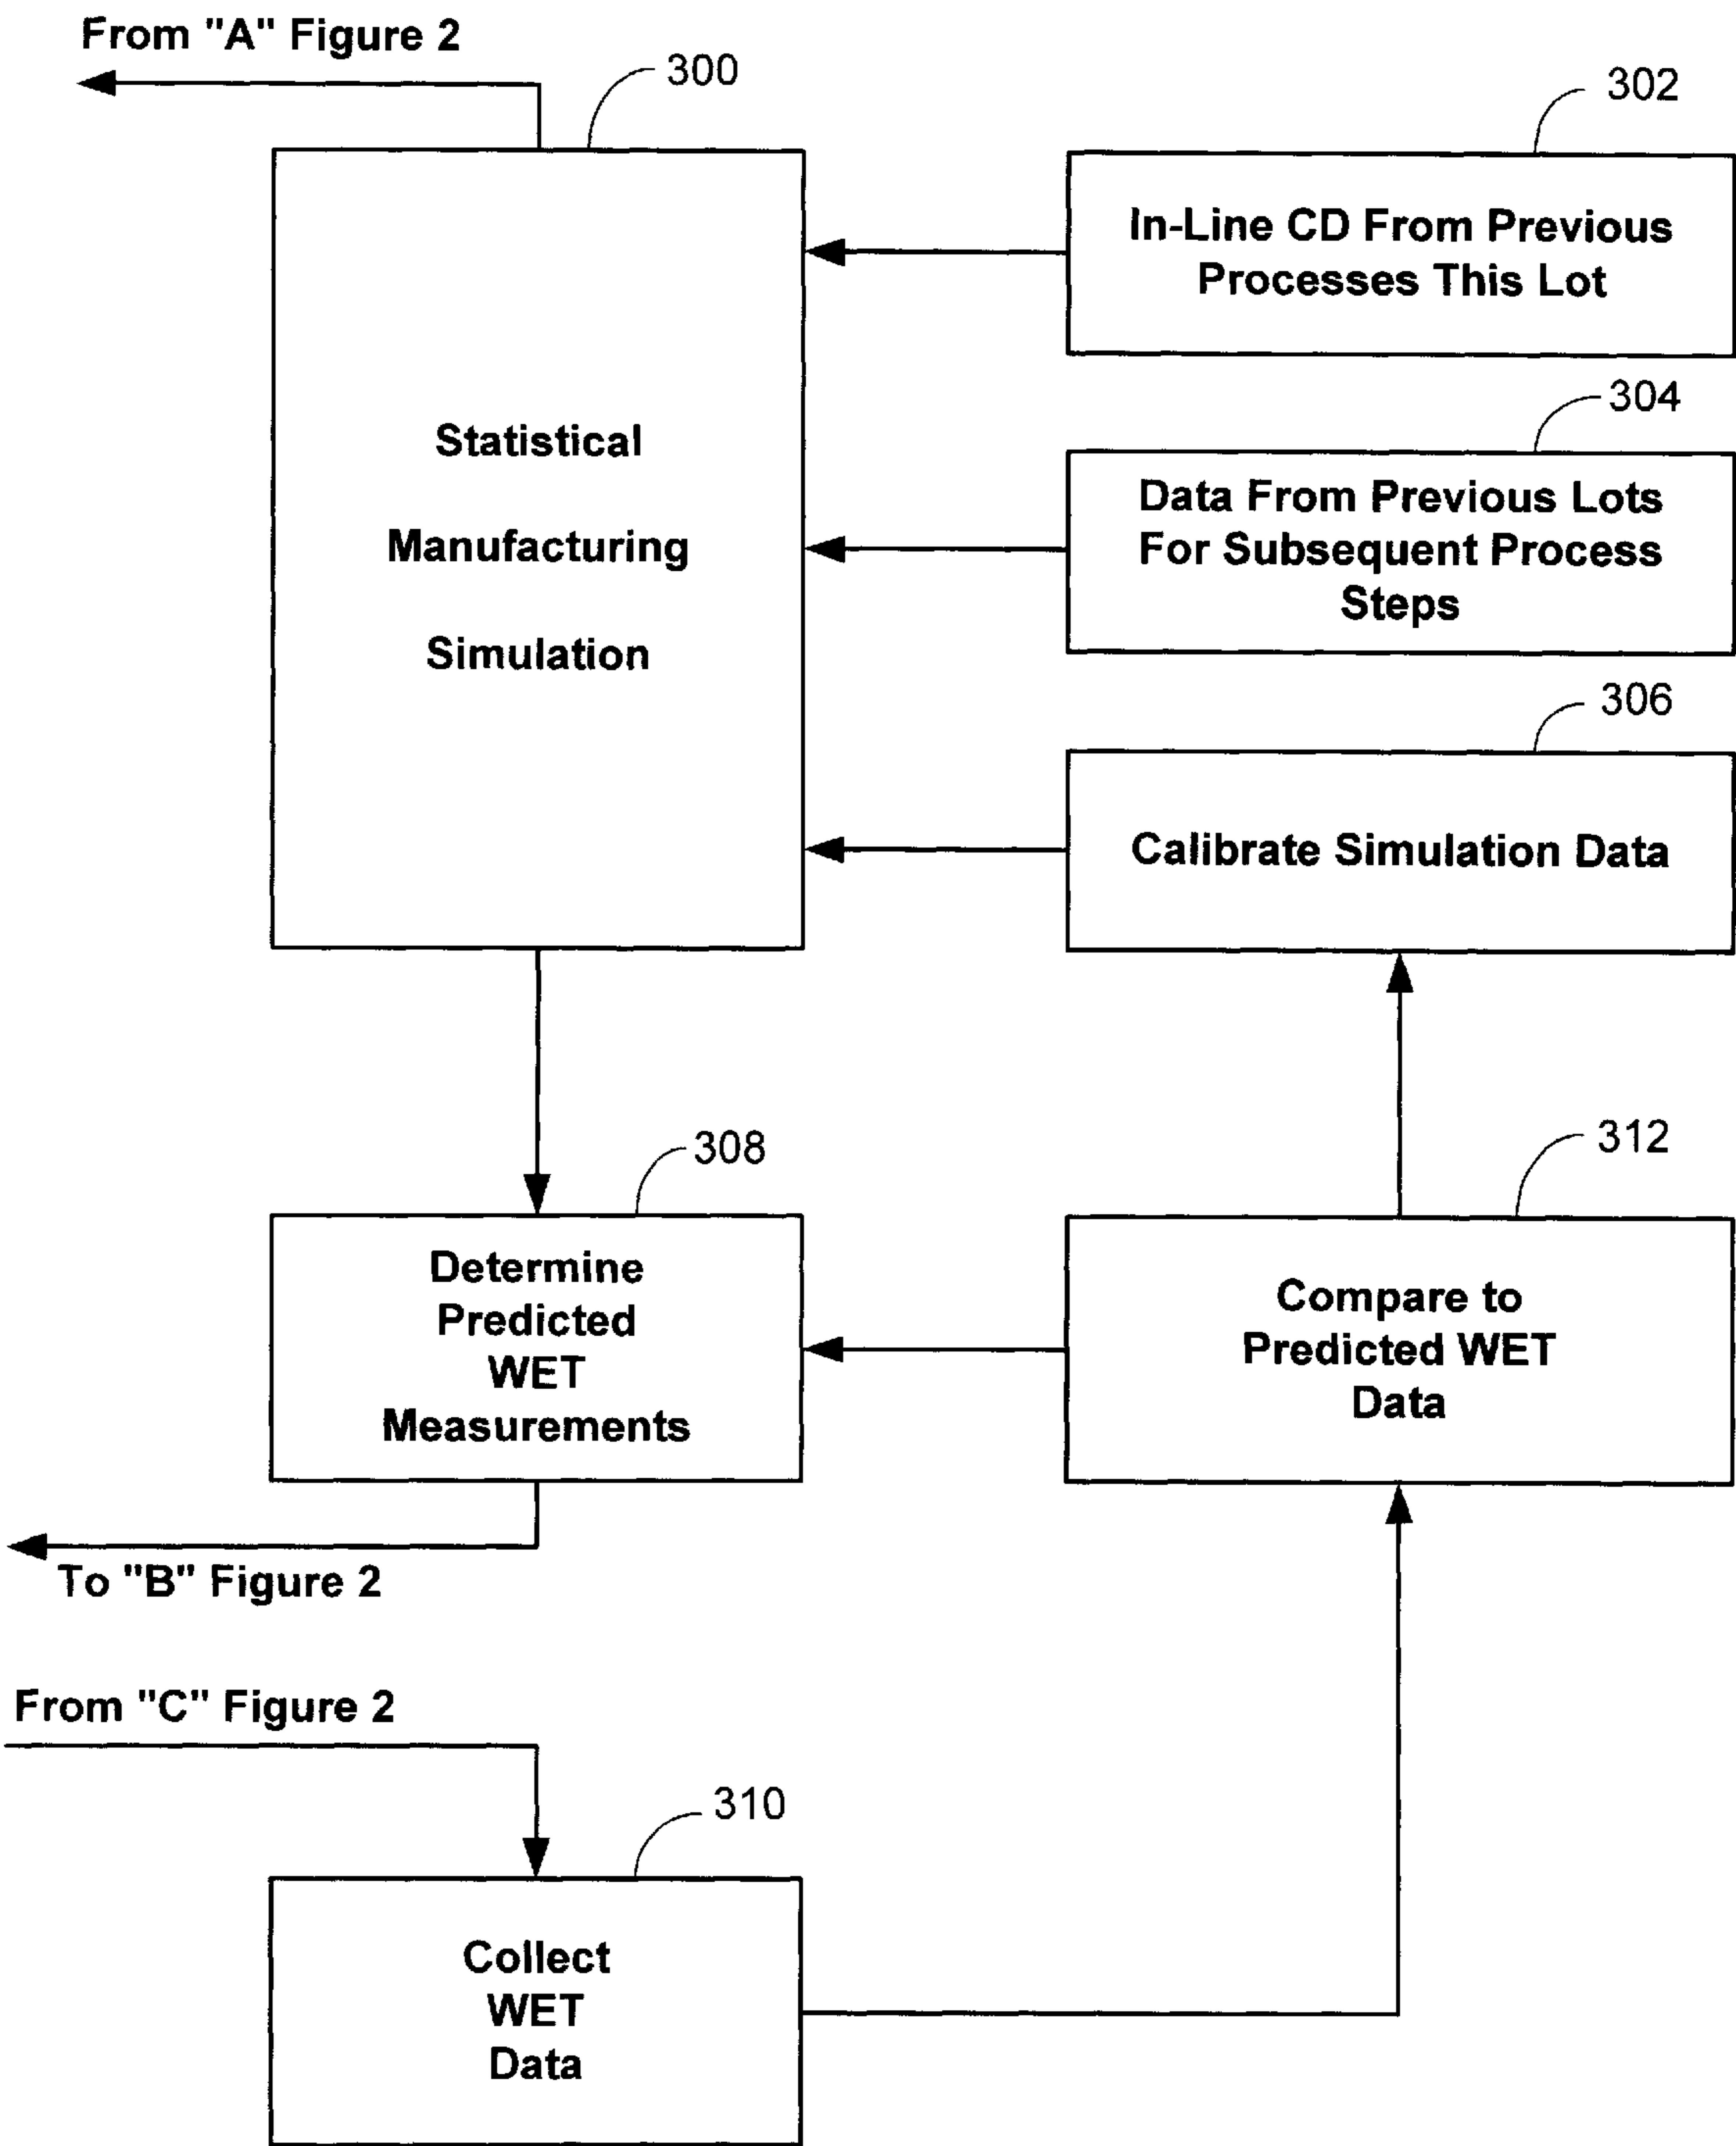 From "A" Figure 2
300
302
In-Line CD From Previous
Processes This Lot
Statistical
Manufacturing
Simulation
304
Data From Previous Lots
For Subsequent Process
Steps
306
Calibrate Simulation Data
308
Determine
Predicted
WET
Measurements
312
Compare to
Predicted WET
Data
To "B" Figure 2
From "C" Figure 2
310
Collect
WET
Data